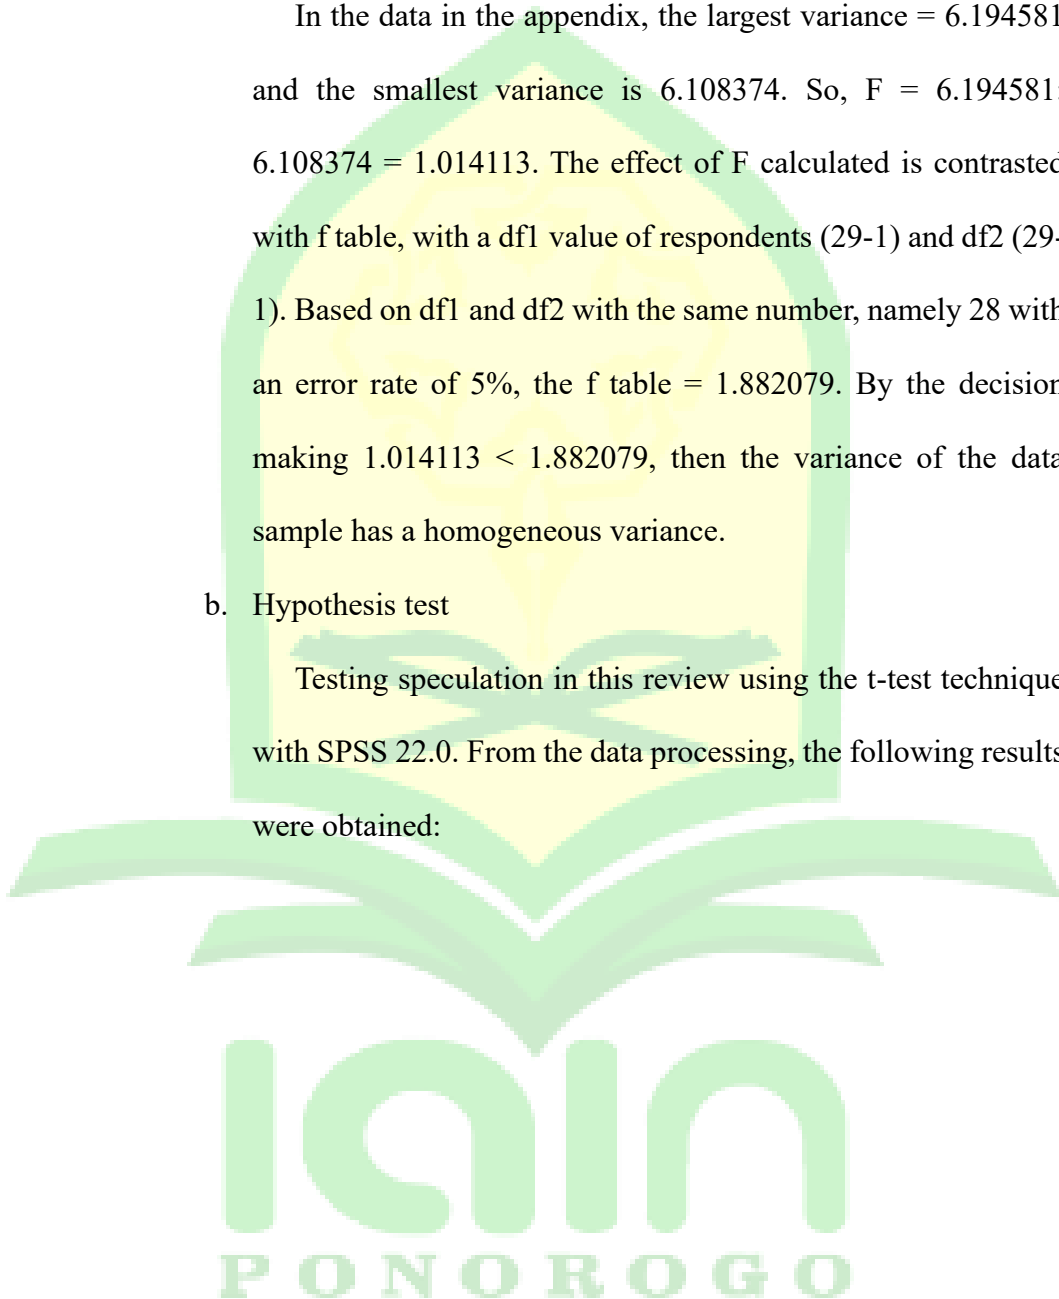 In the data in the appendix, the largest variance = 6.194581
and the smallest variance is 6.108374. So, F = 6.194581:
6.108374 = 1.014113. The effect of F calculated is contrasted
with f table, with a df1 value of respondents (29-1) and df2 (29-
1). Based on df1 and df2 with the same number, namely 28 with
an error rate of 5%, the f table = 1.882079. By the decision
making 1.014113 < 1.882079, then the variance of the data
sample has a homogeneous variance.
b. Hypothesis test
Testing speculation in this review using the t-test technique
with SPSS 22.0. From the data processing, the following results
were obtained:
iain
PONOROGO